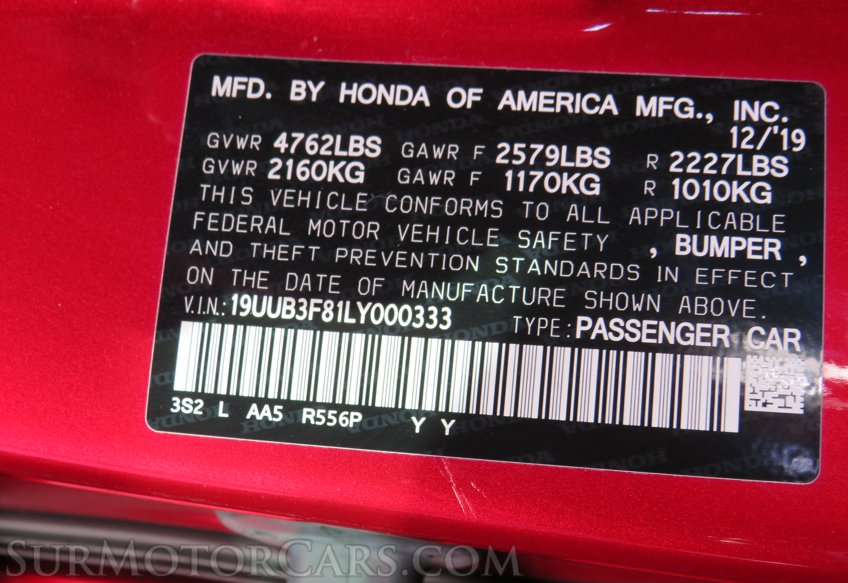 MFD. BY HONDA OF AMERICA MFG., INC.
12/'19
GVWR 4762LBS GAWR F 2579LBS R 2227LBS
GVWR 2160KG GAWR F 1170KG R 1010KG
THIS VEHICLE CONFORMS TO ALL APPLICABLE
FEDERAL MOTOR VEHICLE SAFETY , BUMPER ,
AND THEFT PREVENTION STANDARDS IN EFFECT
ON THE DATE OF MANUFACTURE SHOWN ABOVE.
V.I.N.: 19UUB3F81LY000333 TYPE: PASSENGER CAR
3S2 L AA5 R556P Y Y
SURMOTORCARS.COM